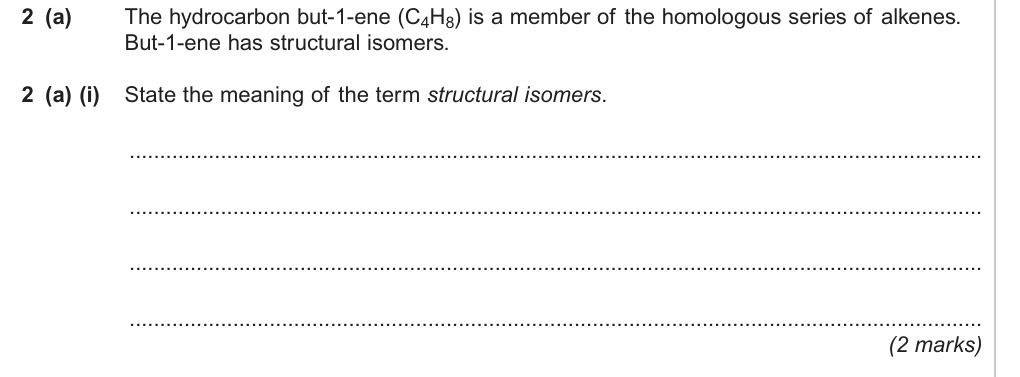 2 (a) The hydrocarbon but-1-ene (C₄H₈) is a member of the homologous series of alkenes.
But-1-ene has structural isomers.
2 (a) (i) State the meaning of the term structural isomers.
................................................................................
................................................................................
................................................................................
................................................................................
(2 marks)